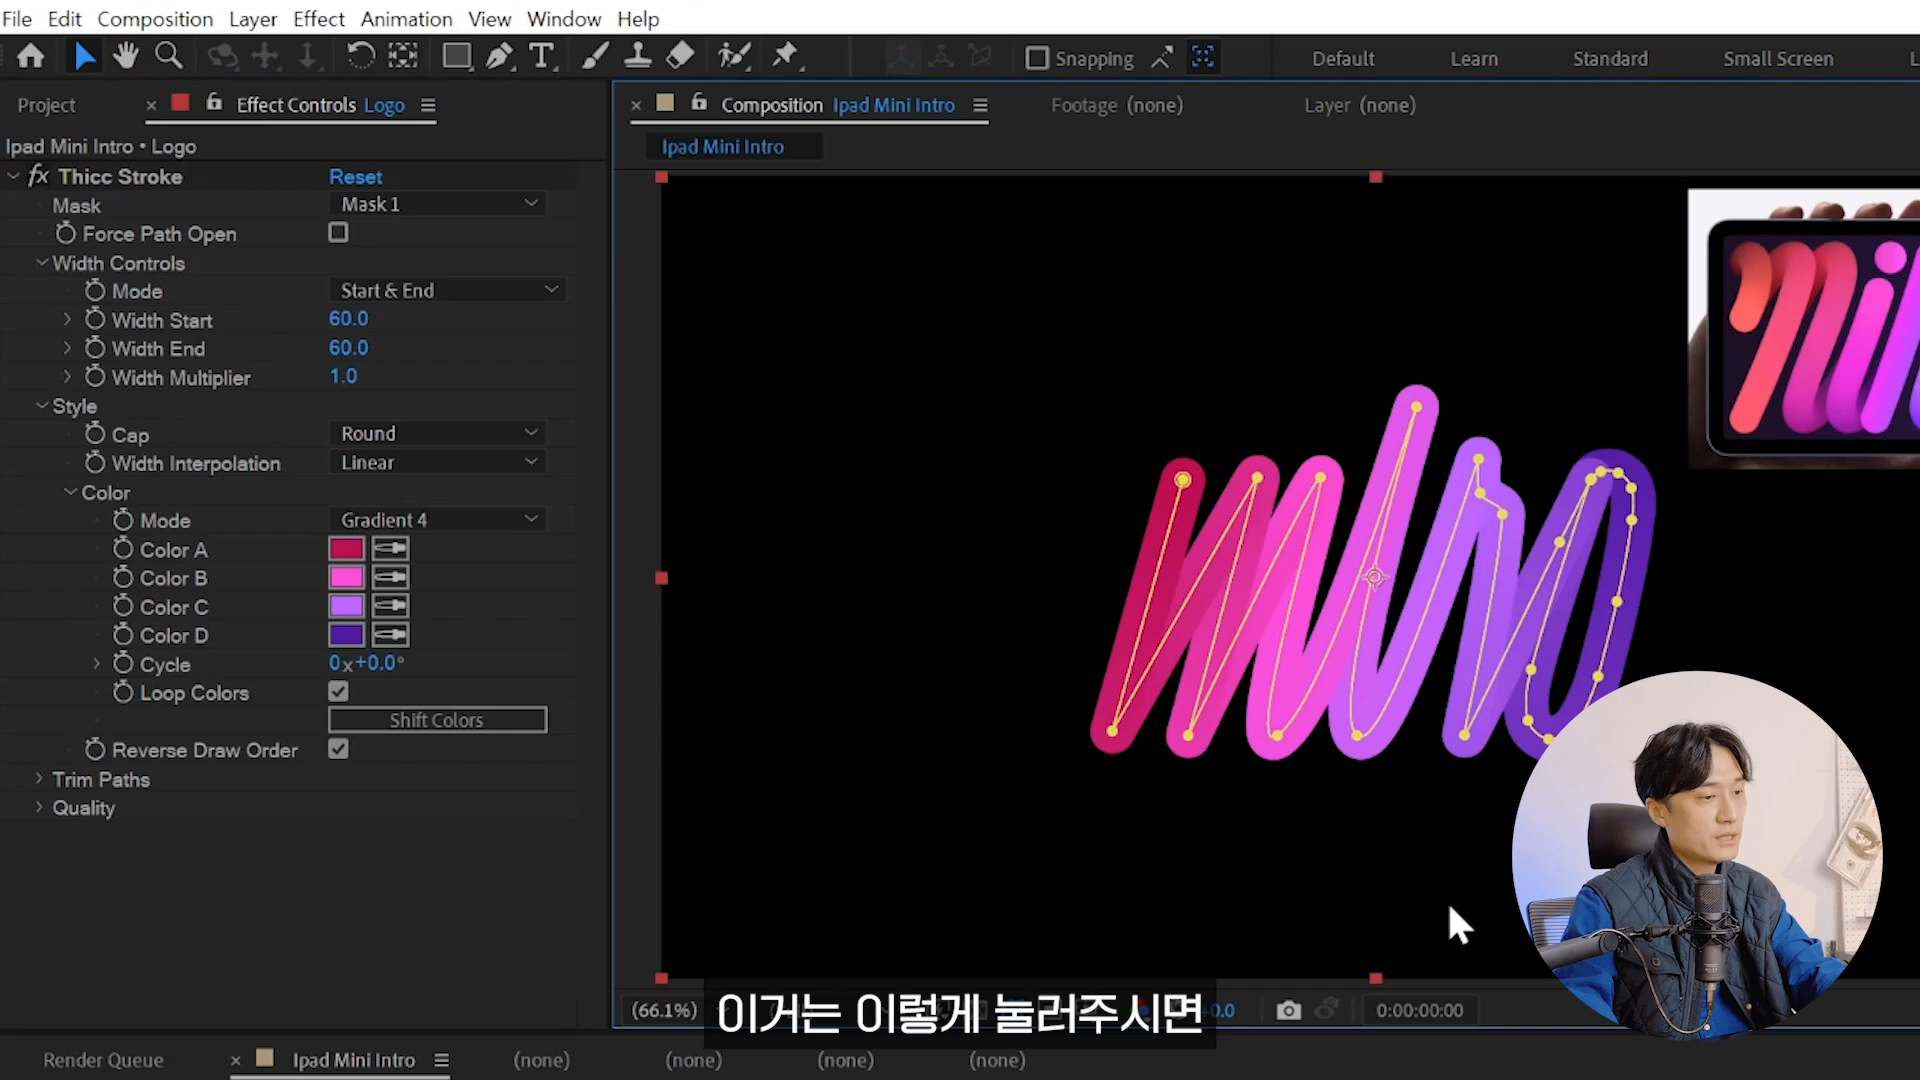 File Edit Composition Layer Effect Animation View Window Help
Snapping Default Learn Standard Small Screen
Project Effect Controls Logo Composition Ipad Mini Intro Footage (none) Layer (none)
Ipad Mini Intro • Logo
Ipad Mini Intro
fx Thicc Stroke Reset
Mask Mask 1
Force Path Open
Width Controls
Mode Start & End
Width Start 60.0
Width End 60.0
Width Multiplier 1.0
Style
Cap Round
Width Interpolation Linear
Color
Mode Gradient 4
Color A
Color B
Color C
Color D
Cycle 0x+0.0°
Loop Colors
Shift Colors
Reverse Draw Order
Trim Paths
Quality
intro
(66.1%) 0:00:00:00
이거는 이렇게 눌러주시면
Render Queue Ipad Mini Intro (none) (none) (none) (none)